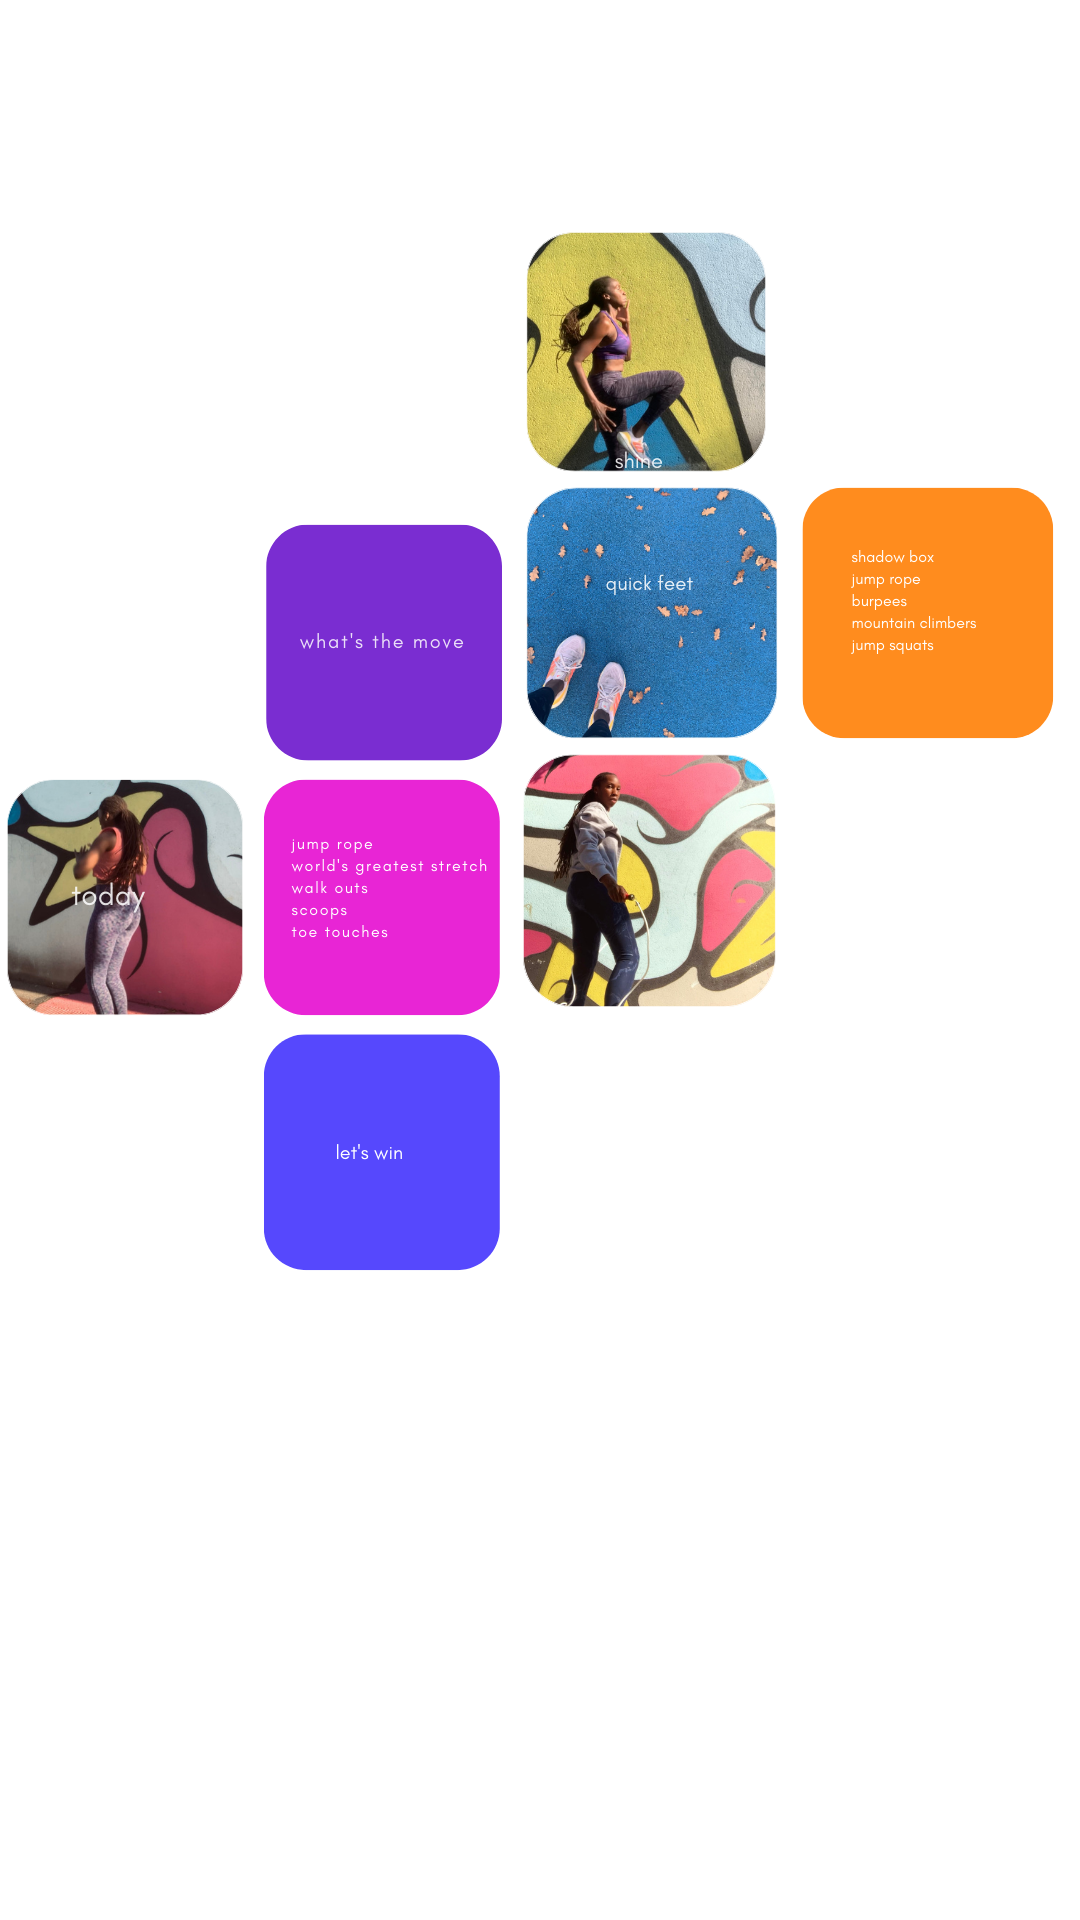 shine
what's the move
quick feet
shadow box
jump rope
burpees
mountain climbers
jump squats
today
jump rope
world's greatest stretch
walk outs
scoops
toe touches
let's win